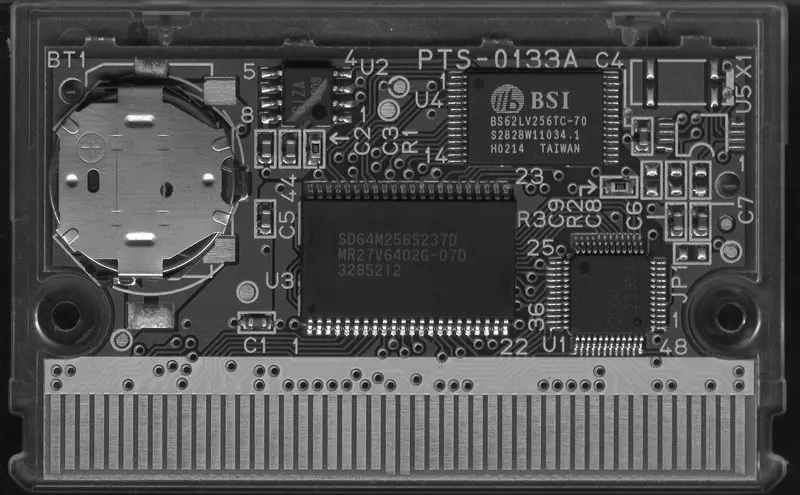 BT1
PTS-0133A
C4
5
4
U2
X1
U5
1
U4
BSI
BS62LV256TC-70
S2828W11034.1
H0214 TAIWAN
8
1
C2
C3
R1
14
44
23
C5
R3
C9
R2
C8
C6
C7
SD64M256S237D
MR27V6402G-07D
3285212
25
U3
JP1
36
1
C1
1
22
U1
48